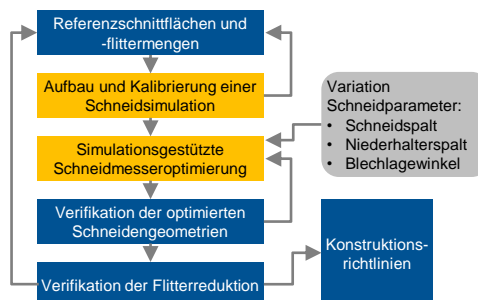 Referenzschnittflächen und
-flittermengen
Aufbau und Kalibrierung einer
Schneidsimulation
Simulationsgestützte
Schneidmesseroptimierung
Verifikation der optimierten
Schneidengeometrien
Verifikation der Flitterreduktion
Variation
Schneidparameter:
• Schneidspalt
• Niederhalterspalt
• Blechlagewinkel
Konstruktions-
richtlinien